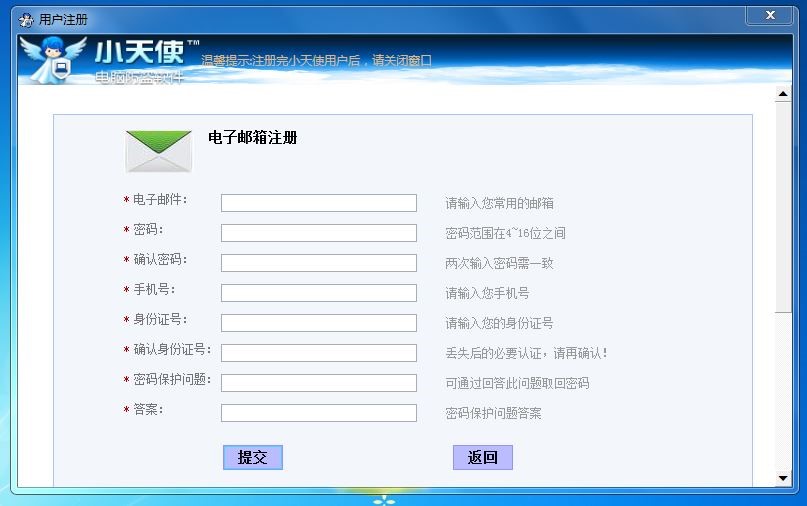 用户注册
小天使™
电脑防盗软件
温馨提示:注册完小天使用户后，请关闭窗口
电子邮箱注册
* 电子邮件: 请输入您常用的邮箱
* 密码: 密码范围在4~16位之间
* 确认密码: 两次输入密码需一致
* 手机号: 请输入您手机号
* 身份证号: 请输入您的身份证号
* 确认身份证号: 丢失后的必要认证，请再确认!
* 密码保护问题: 可通过回答此问题取回密码
* 答案: 密码保护问题答案
提交 返回